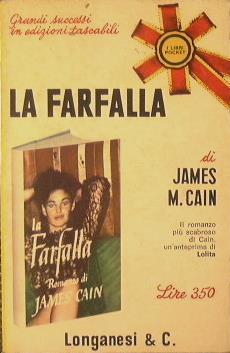 Grandi successi
in edizioni tascabili
I LIBRI
POCKET
LA FARFALLA
di
JAMES
M. CAIN
Il romanzo
più scabroso
di Cain,
un'anteprima di
Lolita
la
Farfalla
Romanzo di
JAMES CAIN
Lire 350
Longanesi & C.